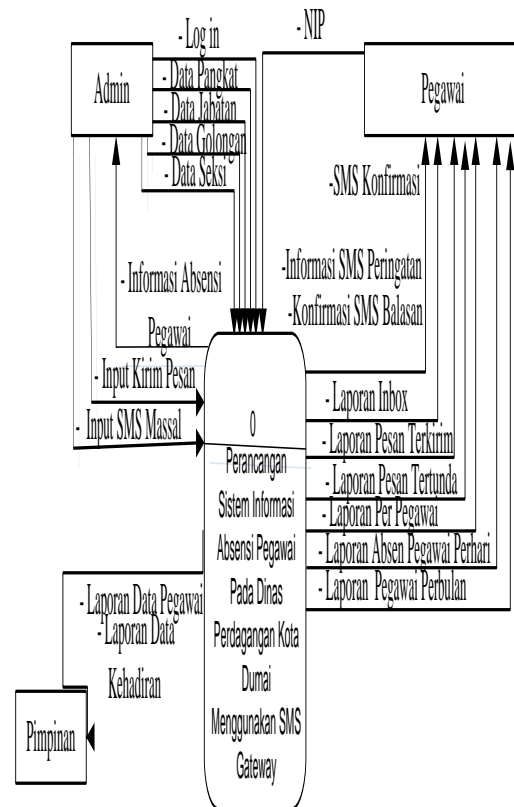 - Log in
- NIP
Admin
Pegawai
- Data Pangkat
- Data Jabatan
- Data Golongan
- Data Seksi
-SMS Konfirmasi
- Informasi Absensi
Pegawai
-Informasi SMS Peringatan
-Konfirmasi SMS Balasan
- Input Kirim Pesan
- Input SMS Massal
- Laporan Inbox
- Laporan Pesan Terkirim
- Laporan Pesan Tertunda
- Laporan Per Pegawai
- Laporan Absen Pegawai Perhari
- Laporan Pegawai Perbulan
0
Perancangan
Sistem Informasi
Absensi Pegawai
Pada Dinas
Perdagangan Kota
Dumai
Menggunakan SMS
Gateway
- Laporan Data Pegawai
- Laporan Data
Kehadiran
Pimpinan